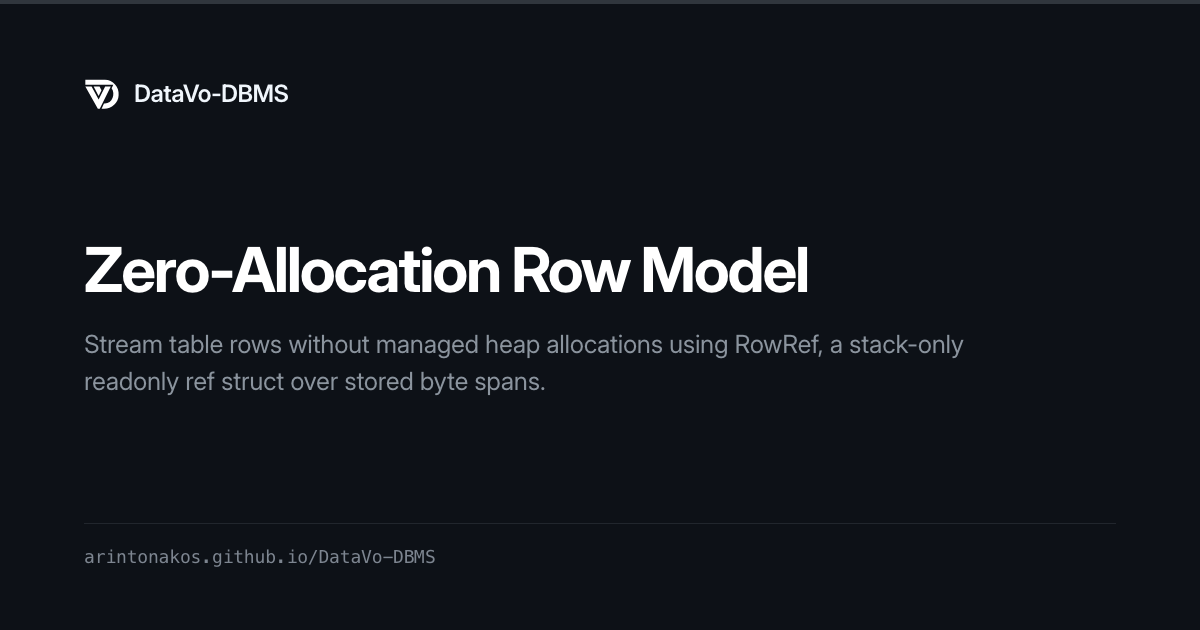 DataVo-DBMS
Zero-Allocation Row Model
Stream table rows without managed heap allocations using RowRef, a stack-only
readonly ref struct over stored byte spans.
arintonakos.github.io/DataVo-DBMS